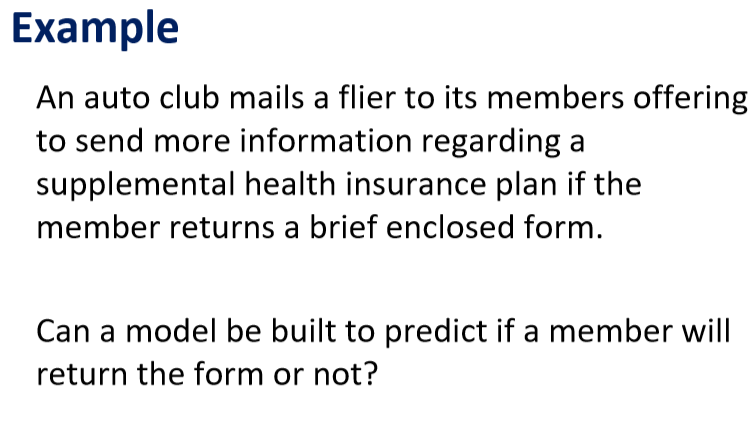 Example
An auto club mails a flier to its members offering
to send more information regarding a
supplemental health insurance plan if the
member returns a brief enclosed form.
Can a model be built to predict if a member will
return the form or not?